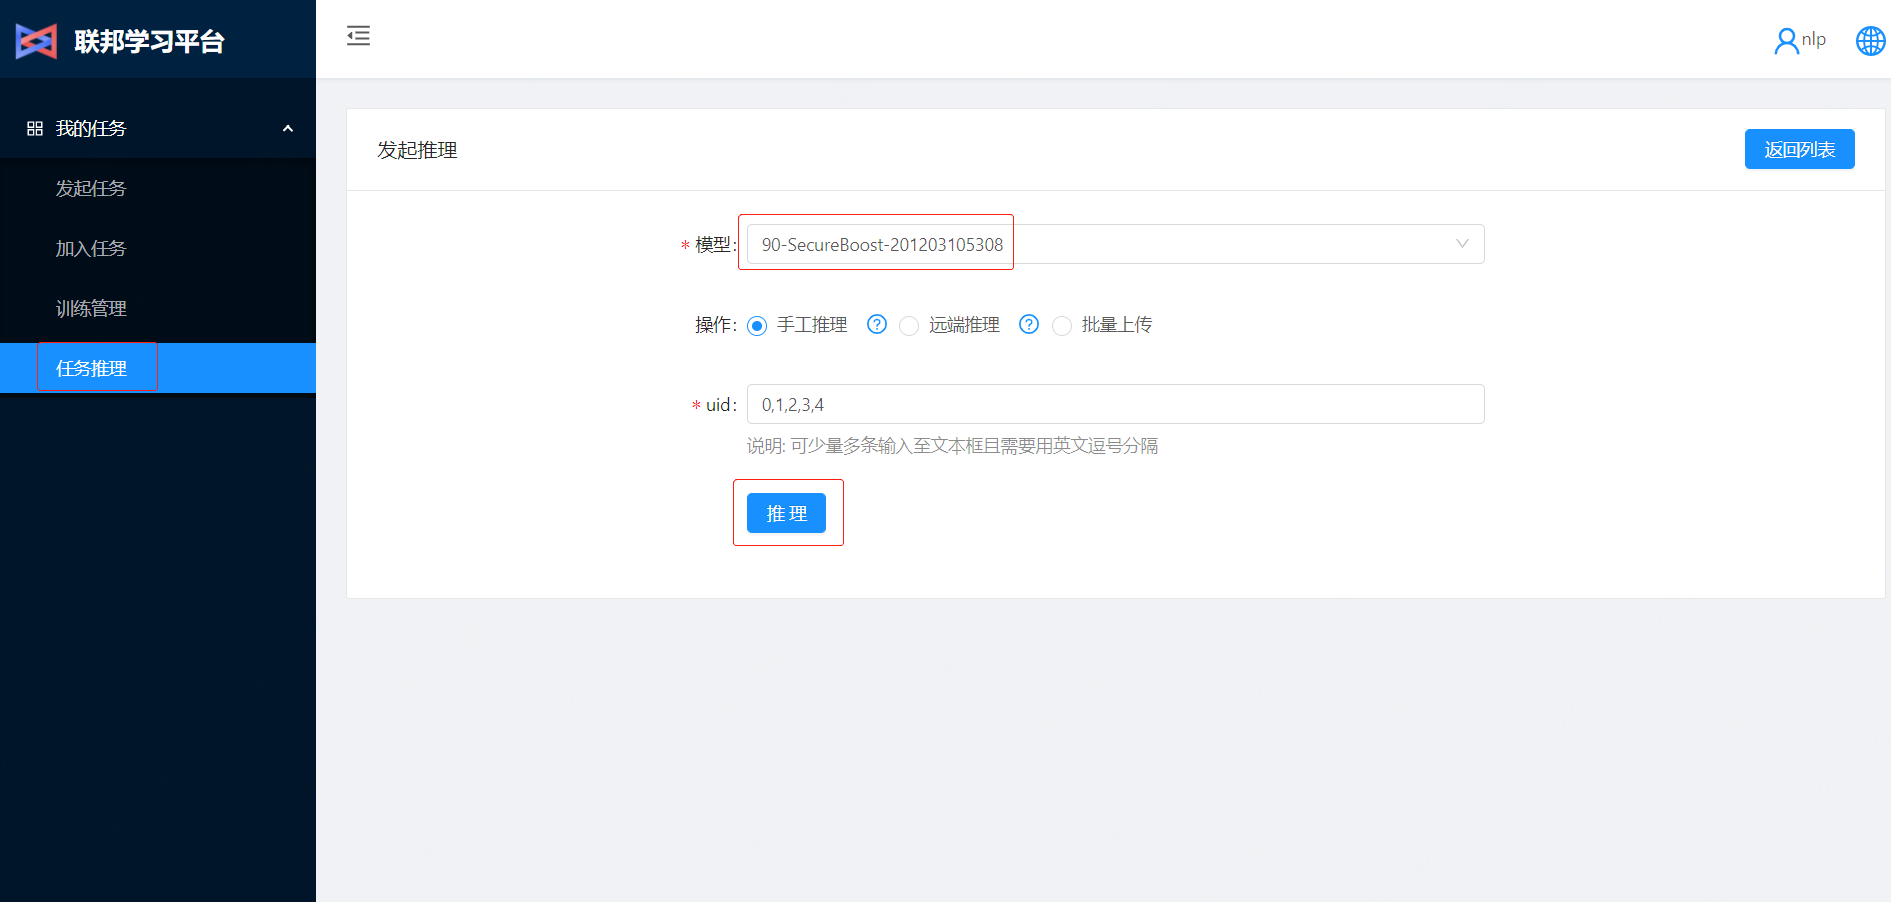 联邦学习平台
nlp
我的任务
发起任务
加入任务
训练管理
任务推理
发起推理
返回列表
* 模型: 90-SecureBoost-201203105308
操作: 手工推理 ? 远端推理 ? 批量上传
* uid: 0,1,2,3,4
说明: 可少量多条输入至文本框且需要用英文逗号分隔
推 理